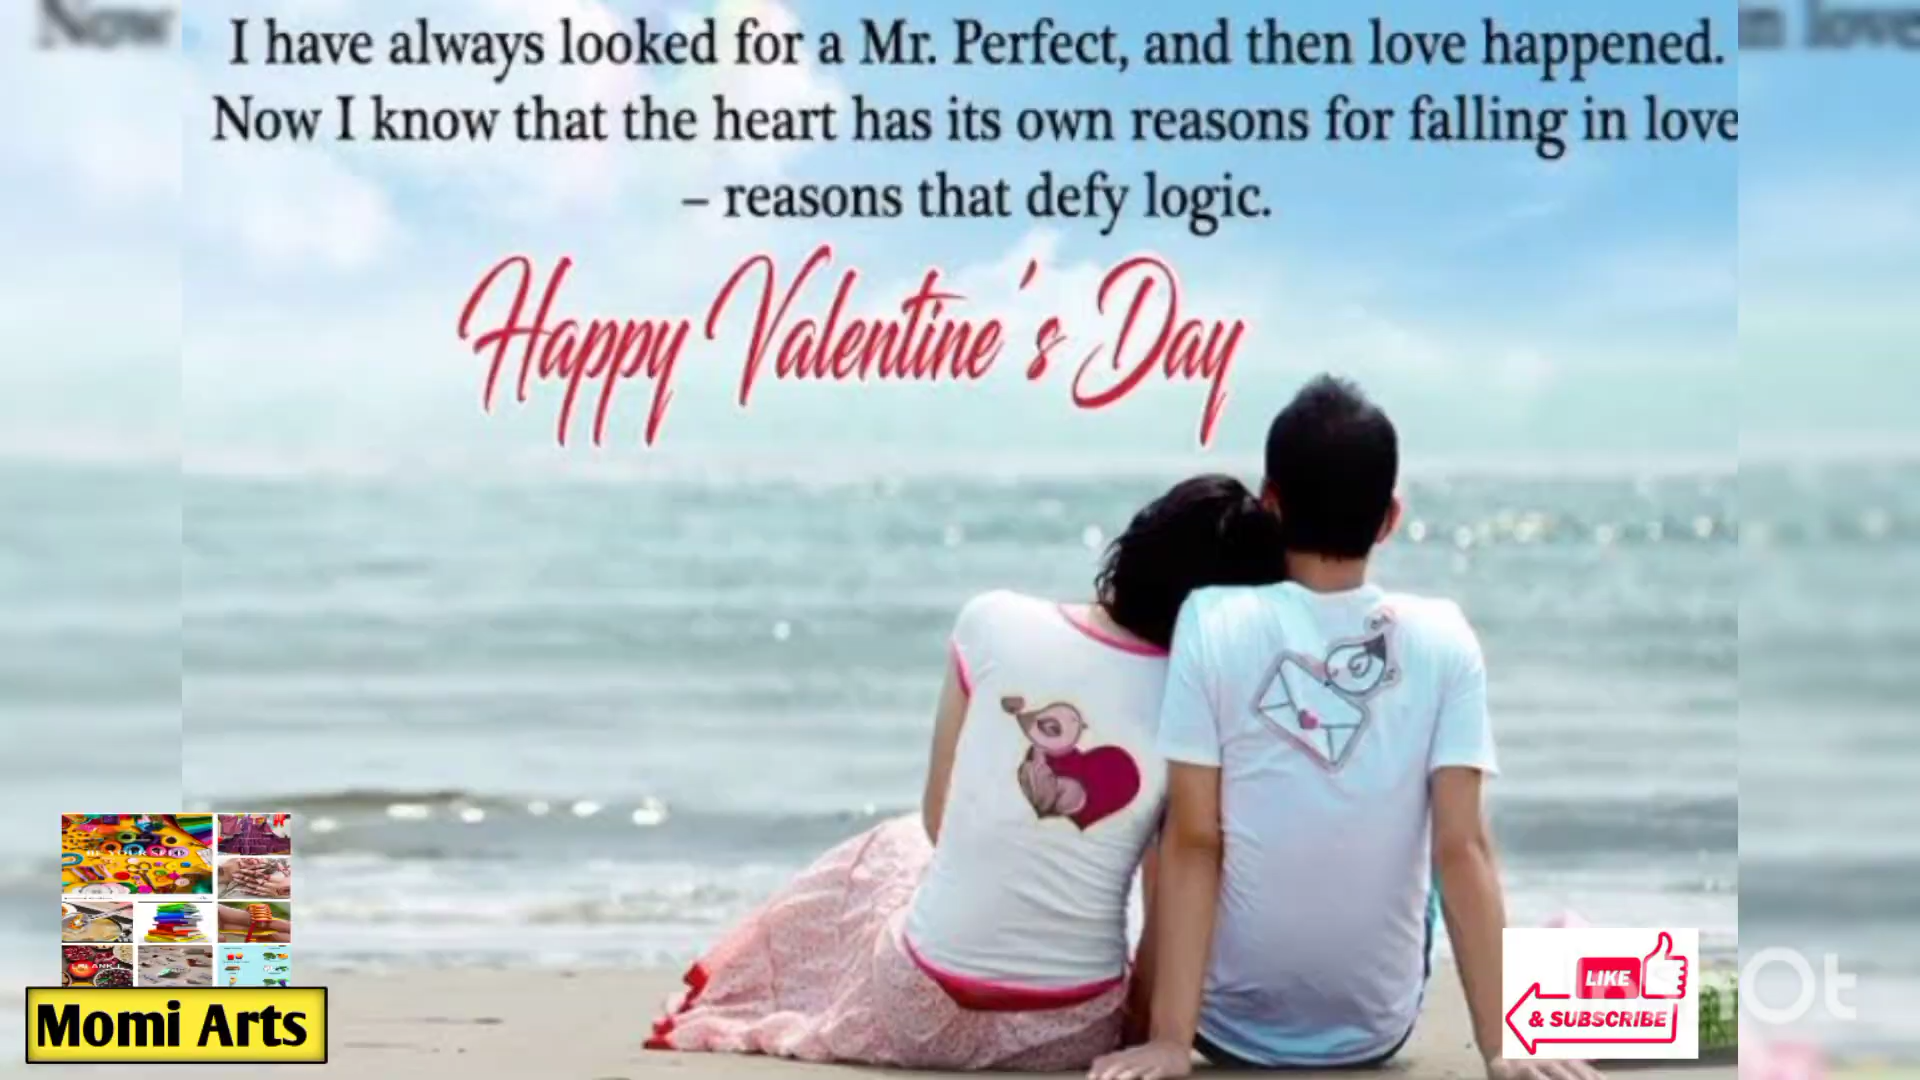 I have always looked for a Mr. Perfect, and then love happened.
Now I know that the heart has its own reasons for falling in love
– reasons that defy logic.
Happy Valentine's Day
Momi Arts
LIKE
& SUBSCRIBE